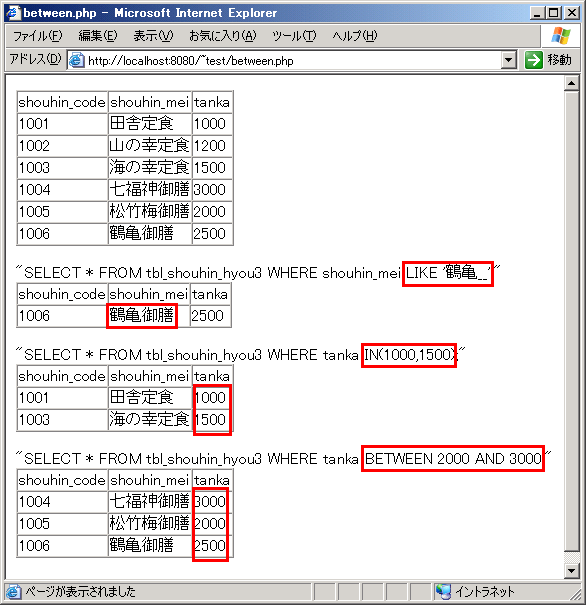 between.php - Microsoft Internet Explorer
ファイル(F) 編集(E) 表示(V) お気に入り(A) ツール(T) ヘルプ(H)
アドレス(D) http://localhost:8080/~test/between.php 移動
shouhin_code shouhin_mei tanka
1001 田舎定食 1000
1002 山の幸定食 1200
1003 海の幸定食 1500
1004 七福神御膳 3000
1005 松竹梅御膳 2000
1006 鶴亀御膳 2500
"SELECT * FROM tbl_shouhin_hyou3 WHERE shouhin_mei LIKE '鶴亀__'"
shouhin_code shouhin_mei tanka
1006 鶴亀御膳 2500
"SELECT * FROM tbl_shouhin_hyou3 WHERE tanka IN(1000,1500)"
shouhin_code shouhin_mei tanka
1001 田舎定食 1000
1003 海の幸定食 1500
"SELECT * FROM tbl_shouhin_hyou3 WHERE tanka BETWEEN 2000 AND 3000"
shouhin_code shouhin_mei tanka
1004 七福神御膳 3000
1005 松竹梅御膳 2000
1006 鶴亀御膳 2500
ページが表示されました イントラネット